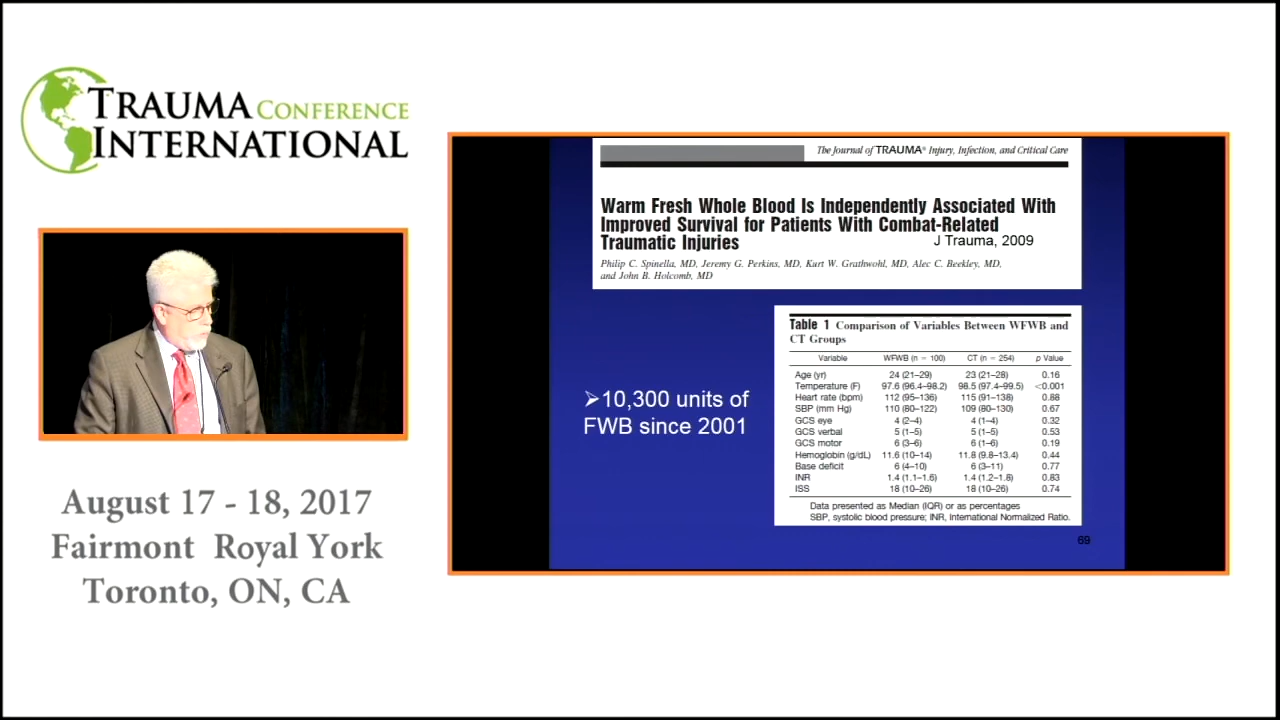 TRAUMA CONFERENCE
INTERNATIONAL
August 17 - 18, 2017
Fairmont Royal York
Toronto, ON, CA
The Journal of TRAUMA® Injury, Infection, and Critical Care
Warm Fresh Whole Blood Is Independently Associated With
Improved Survival for Patients With Combat-Related
Traumatic Injuries
J Trauma, 2009
Philip C. Spinella, MD, Jeremy G. Perkins, MD, Kurt W. Grathwohl, MD, Alec C. Beekley, MD,
and John B. Holcomb, MD
➢10,300 units of
FWB since 2001
Table 1 Comparison of Variables Between WFWB and
CT Groups
Variable WFWB (n = 100) CT (n = 254) p Value
Age (yr) 24 (21–29) 23 (21–28) 0.16
Temperature (F) 97.6 (96.4–98.2) 98.5 (97.4–99.5) <0.001
Heart rate (bpm) 112 (95–136) 115 (91–138) 0.88
SBP (mm Hg) 110 (80–122) 109 (80–130) 0.67
GCS eye 4 (2–4) 4 (1–4) 0.32
GCS verbal 5 (1–5) 5 (1–5) 0.53
GCS motor 6 (3–6) 6 (1–6) 0.19
Hemoglobin (g/dL) 11.6 (10–14) 11.8 (9.8–13.4) 0.44
Base deficit 6 (4–10) 6 (3–11) 0.77
INR 1.4 (1.1–1.6) 1.4 (1.2–1.8) 0.83
ISS 18 (10–26) 18 (10–26) 0.74
Data presented as Median (IQR) or as percentages
SBP, systolic blood pressure; INR, International Normalized Ratio.
69